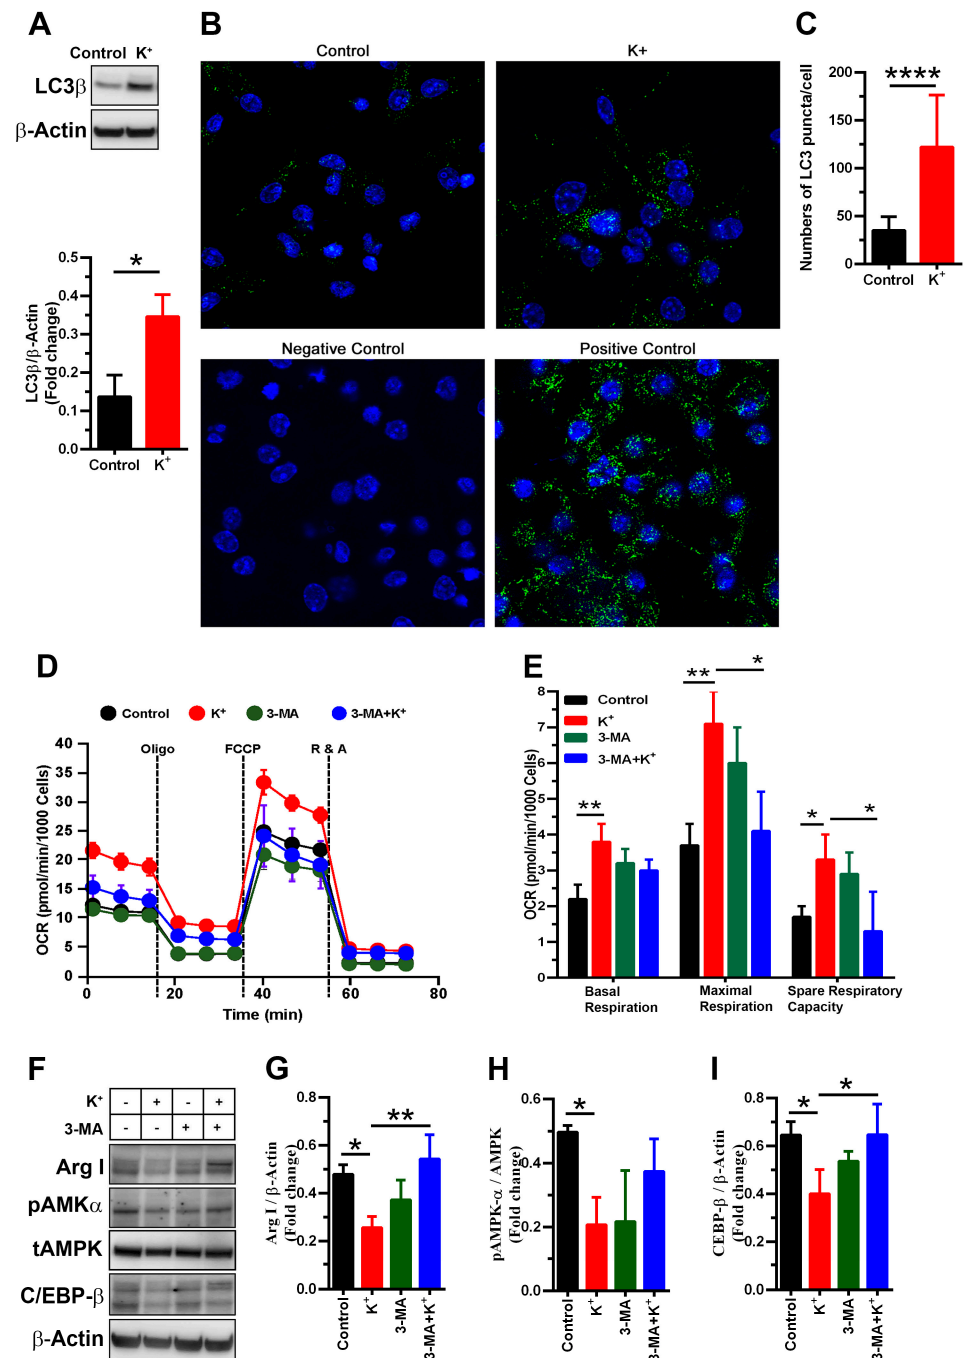 A
Control K+
LC3β
β-Actin
LC3β/β-Actin
(Fold change)
0.5
0.4
0.3
0.2
0.1
0.0
*
Control K+
B
Control
K+
Negative Control
Positive Control
C
Numbers of LC3 puncta/cell
200
150
100
50
0
****
Control K+
D
Control K+ 3-MA 3-MA+K+
OCR (pmol/min/1000 Cells)
40
35
30
25
20
15
10
5
0
Oligo FCCP R & A
0 20 40 60 80
Time (min)
E
OCR (pmol/min/1000 Cells)
8
7
6
5
4
3
2
1
0
Control
K+
3-MA
3-MA+K+
**
** *
* *
Basal
Respiration
Maximal
Respiration
Spare Respiratory
Capacity
F
K+ - + - +
3-MA - - + +
Arg I
pAMKα
tAMPK
C/EBP-β
β-Actin
G
Arg I / β-Actin
(Fold change)
0.8
0.6
0.4
0.2
0.0
* **
Control
K+
3-MA
3-MA+K+
H
pAMPK-α / AMPK
(Fold change)
0.6
0.4
0.2
0.0
*
Control
K+
3-MA
3-MA+K+
I
CEBP-β / β-Actin
(Fold change)
0.8
0.6
0.4
0.2
0.0
* *
Control
K+
3-MA
3-MA+K+